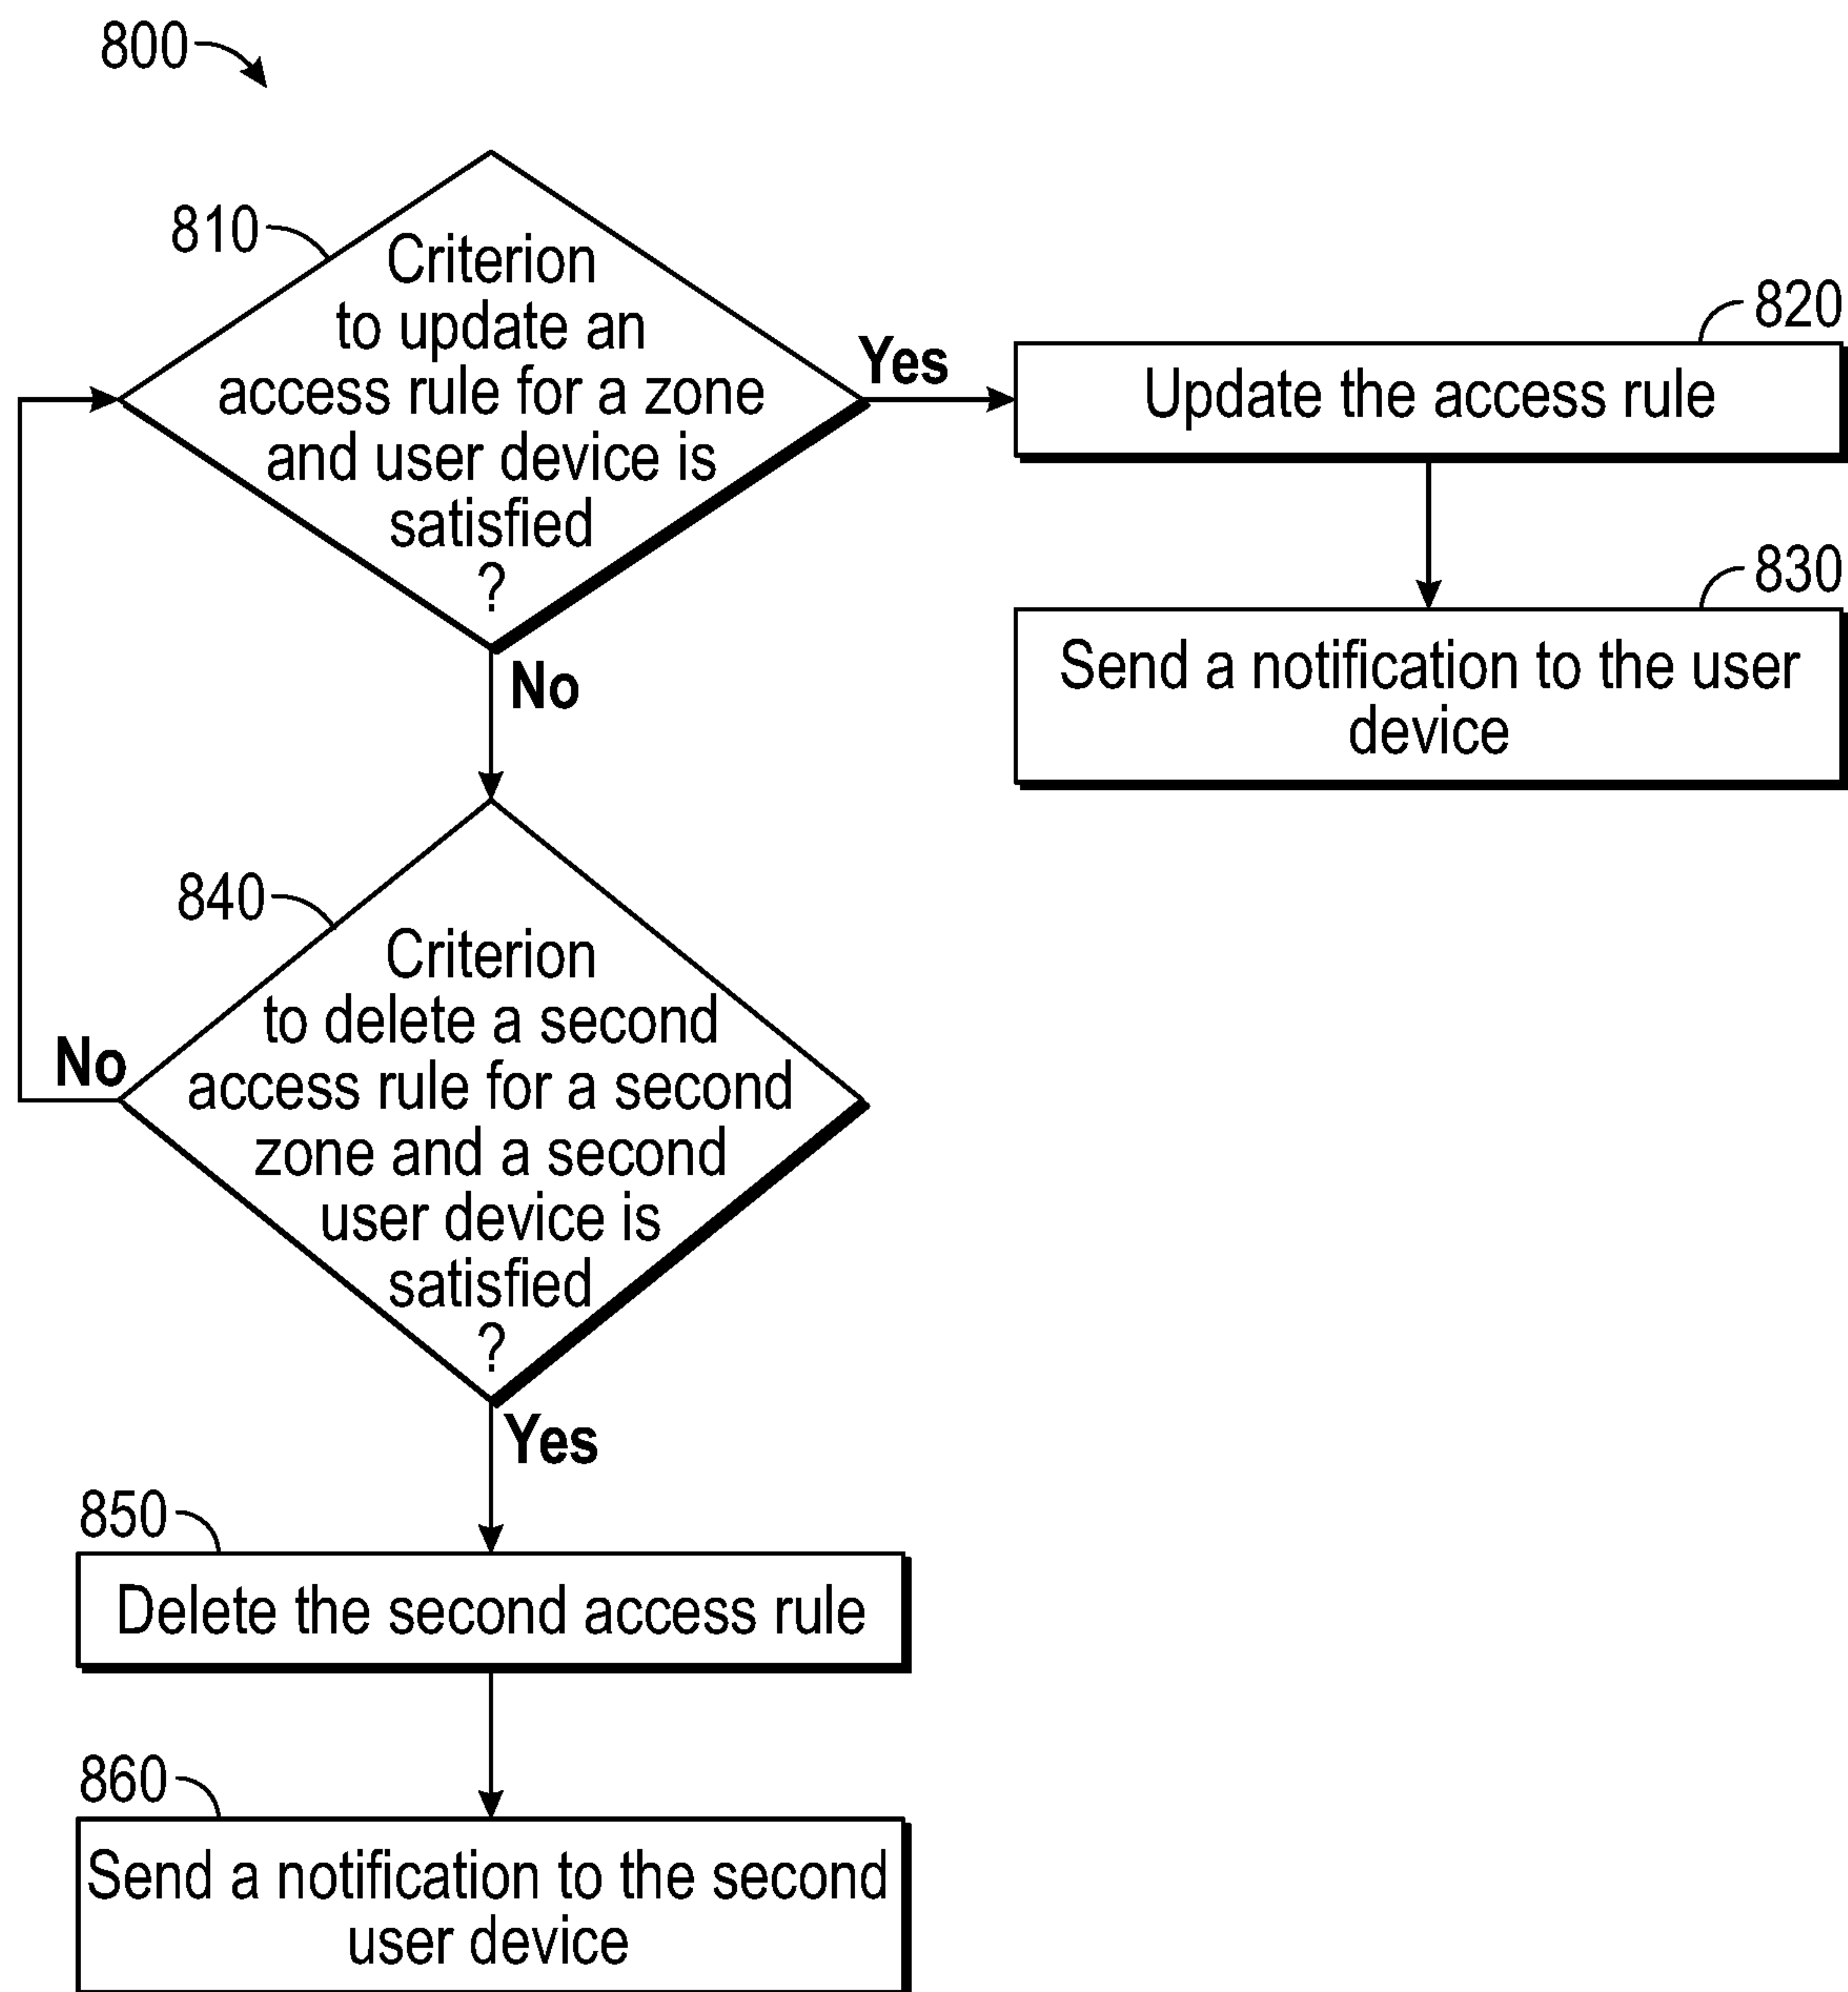 800
810
Criterion
to update an
access rule for a zone
and user device is
satisfied
?
Yes
820
Update the access rule
830
Send a notification to the user
device
No
840
Criterion
to delete a second
access rule for a second
zone and a second
user device is
satisfied
?
No
Yes
850
Delete the second access rule
860
Send a notification to the second
user device